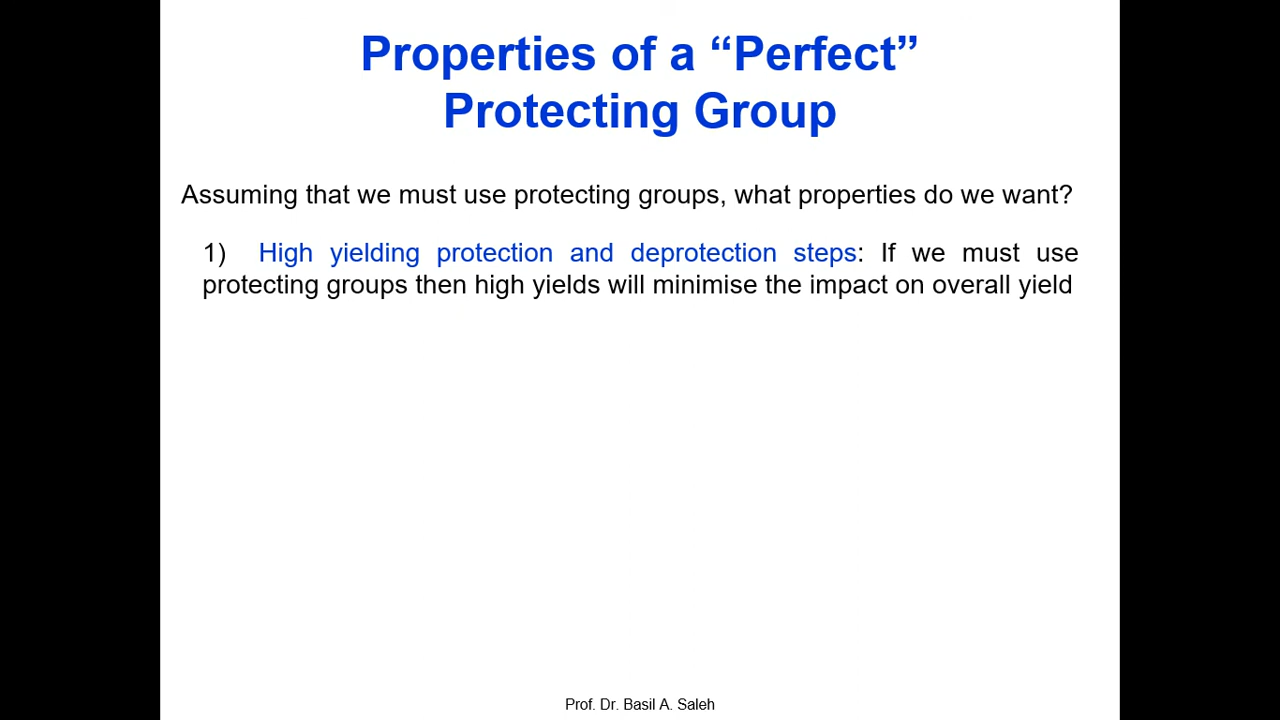 Properties of a “Perfect”
Protecting Group
Assuming that we must use protecting groups, what properties do we want?
1) High yielding protection and deprotection steps: If we must use
protecting groups then high yields will minimise the impact on overall yield
Prof. Dr. Basil A. Saleh